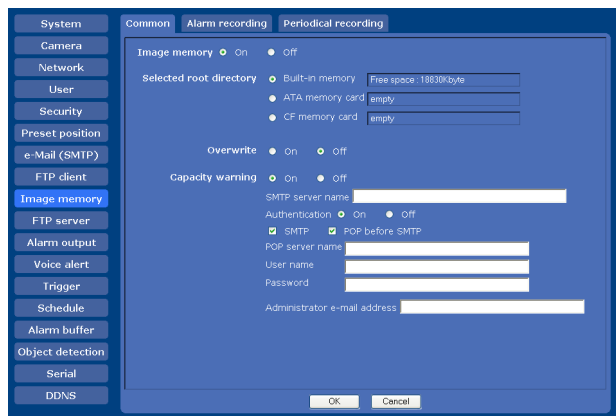 System
Camera
Network
User
Security
Preset position
e-Mail (SMTP)
FTP client
Image memory
FTP server
Alarm output
Voice alert
Trigger
Schedule
Alarm buffer
Object detection
Serial
DDNS
Common Alarm recording Periodical recording
Image memory On Off
Selected root directory Built-in memory Free space : 18830Kbyte
ATA memory card empty
CF memory card empty
Overwrite On Off
Capacity warning On Off
SMTP server name
Authentication On Off
SMTP POP before SMTP
POP server name
User name
Password
Administrator e-mail address
OK Cancel